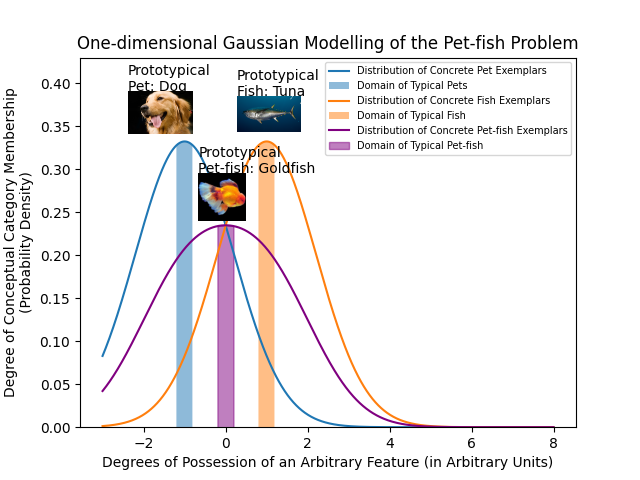 One-dimensional Gaussian Modelling of the Pet-fish Problem
Prototypical
Pet: Dog
Prototypical
Fish: Tuna
Prototypical
Pet-fish: Goldfish
Distribution of Concrete Pet Exemplars
Domain of Typical Pets
Distribution of Concrete Fish Exemplars
Domain of Typical Fish
Distribution of Concrete Pet-fish Exemplars
Domain of Typical Pet-fish
Degree of Conceptual Category Membership
(Probability Density)
0.40
0.35
0.30
0.25
0.20
0.15
0.10
0.05
0.00
−2 0 2 4 6 8
Degrees of Possession of an Arbitrary Feature (in Arbitrary Units)